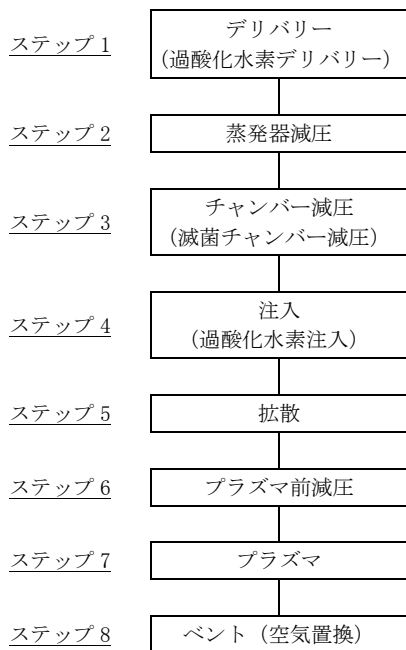 ステップ 1
デリバリー
（過酸化水素デリバリー）
ステップ 2
蒸発器減圧
ステップ 3
チャンバー減圧
（滅菌チャンバー減圧）
ステップ 4
注入
（過酸化水素注入）
ステップ 5
拡散
ステップ 6
プラズマ前減圧
ステップ 7
プラズマ
ステップ 8
ベント（空気置換）